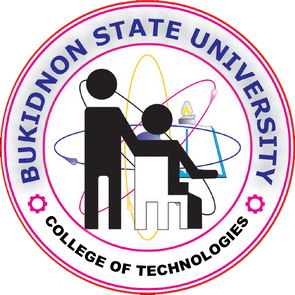 BUKIDNON STATE UNIVERSITY
COLLEGE OF TECHNOLOGIES